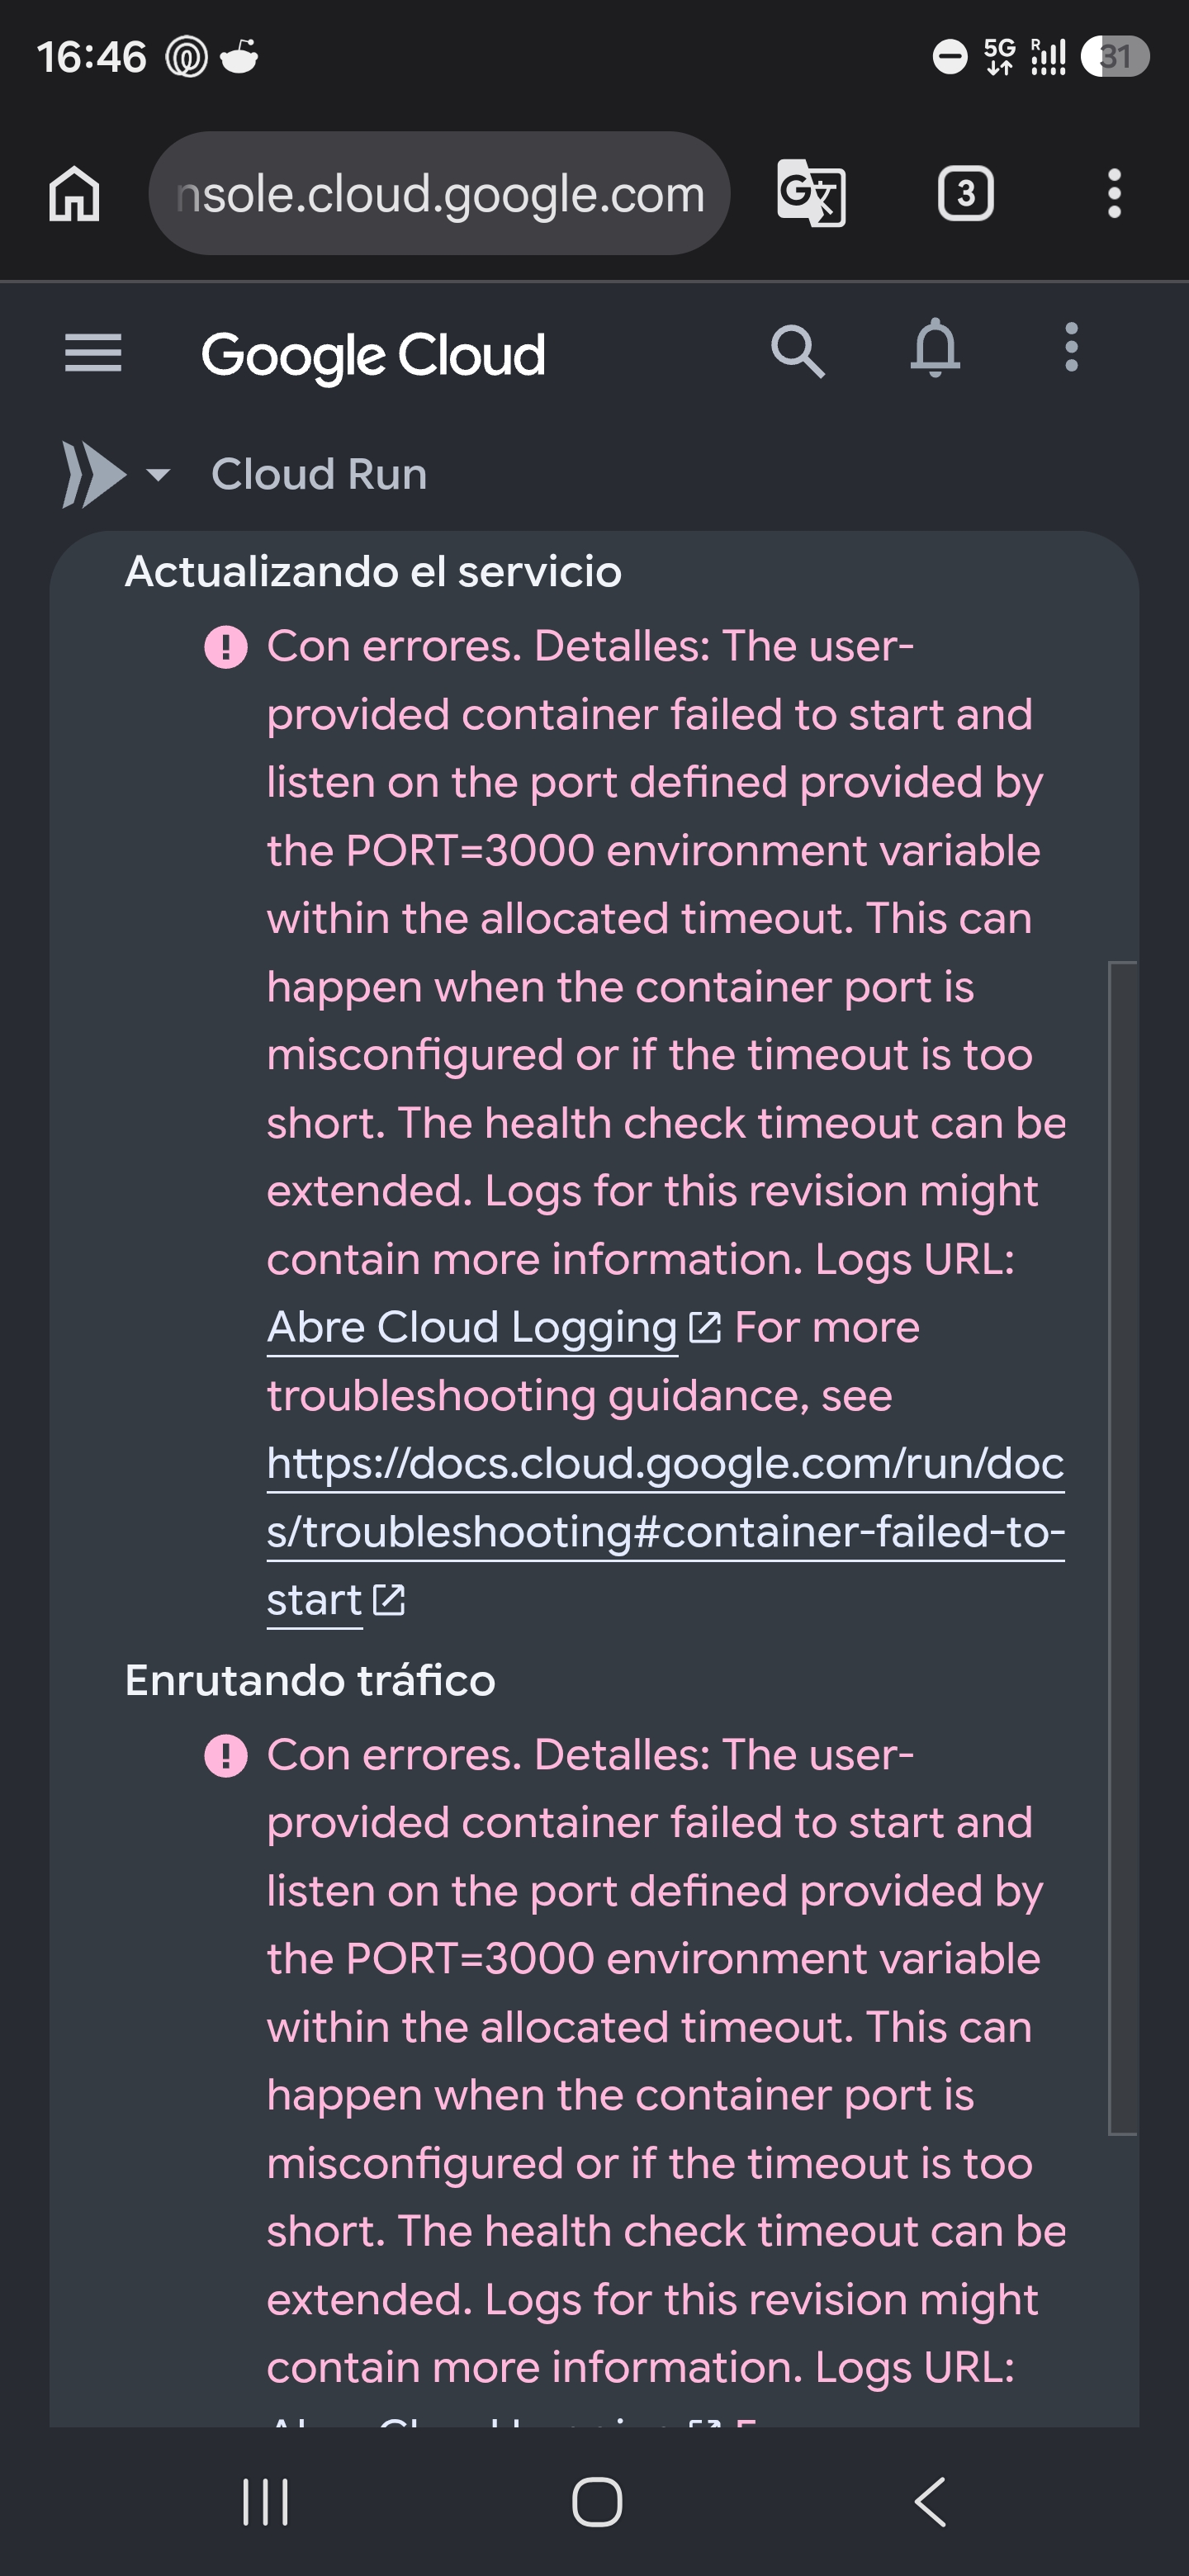 16:46
5G
R
31
nsole.cloud.google.com
G
3
Google Cloud
Cloud Run
Actualizando el servicio
Con errores. Detalles: The user-
provided container failed to start and
listen on the port defined provided by
the PORT=3000 environment variable
within the allocated timeout. This can
happen when the container port is
misconfigured or if the timeout is too
short. The health check timeout can be
extended. Logs for this revision might
contain more information. Logs URL:
Abre Cloud Logging For more
troubleshooting guidance, see
https://docs.cloud.google.com/run/doc
s/troubleshooting#container-failed-to-
start
Enrutando tráfico
Con errores. Detalles: The user-
provided container failed to start and
listen on the port defined provided by
the PORT=3000 environment variable
within the allocated timeout. This can
happen when the container port is
misconfigured or if the timeout is too
short. The health check timeout can be
extended. Logs for this revision might
contain more information. Logs URL: